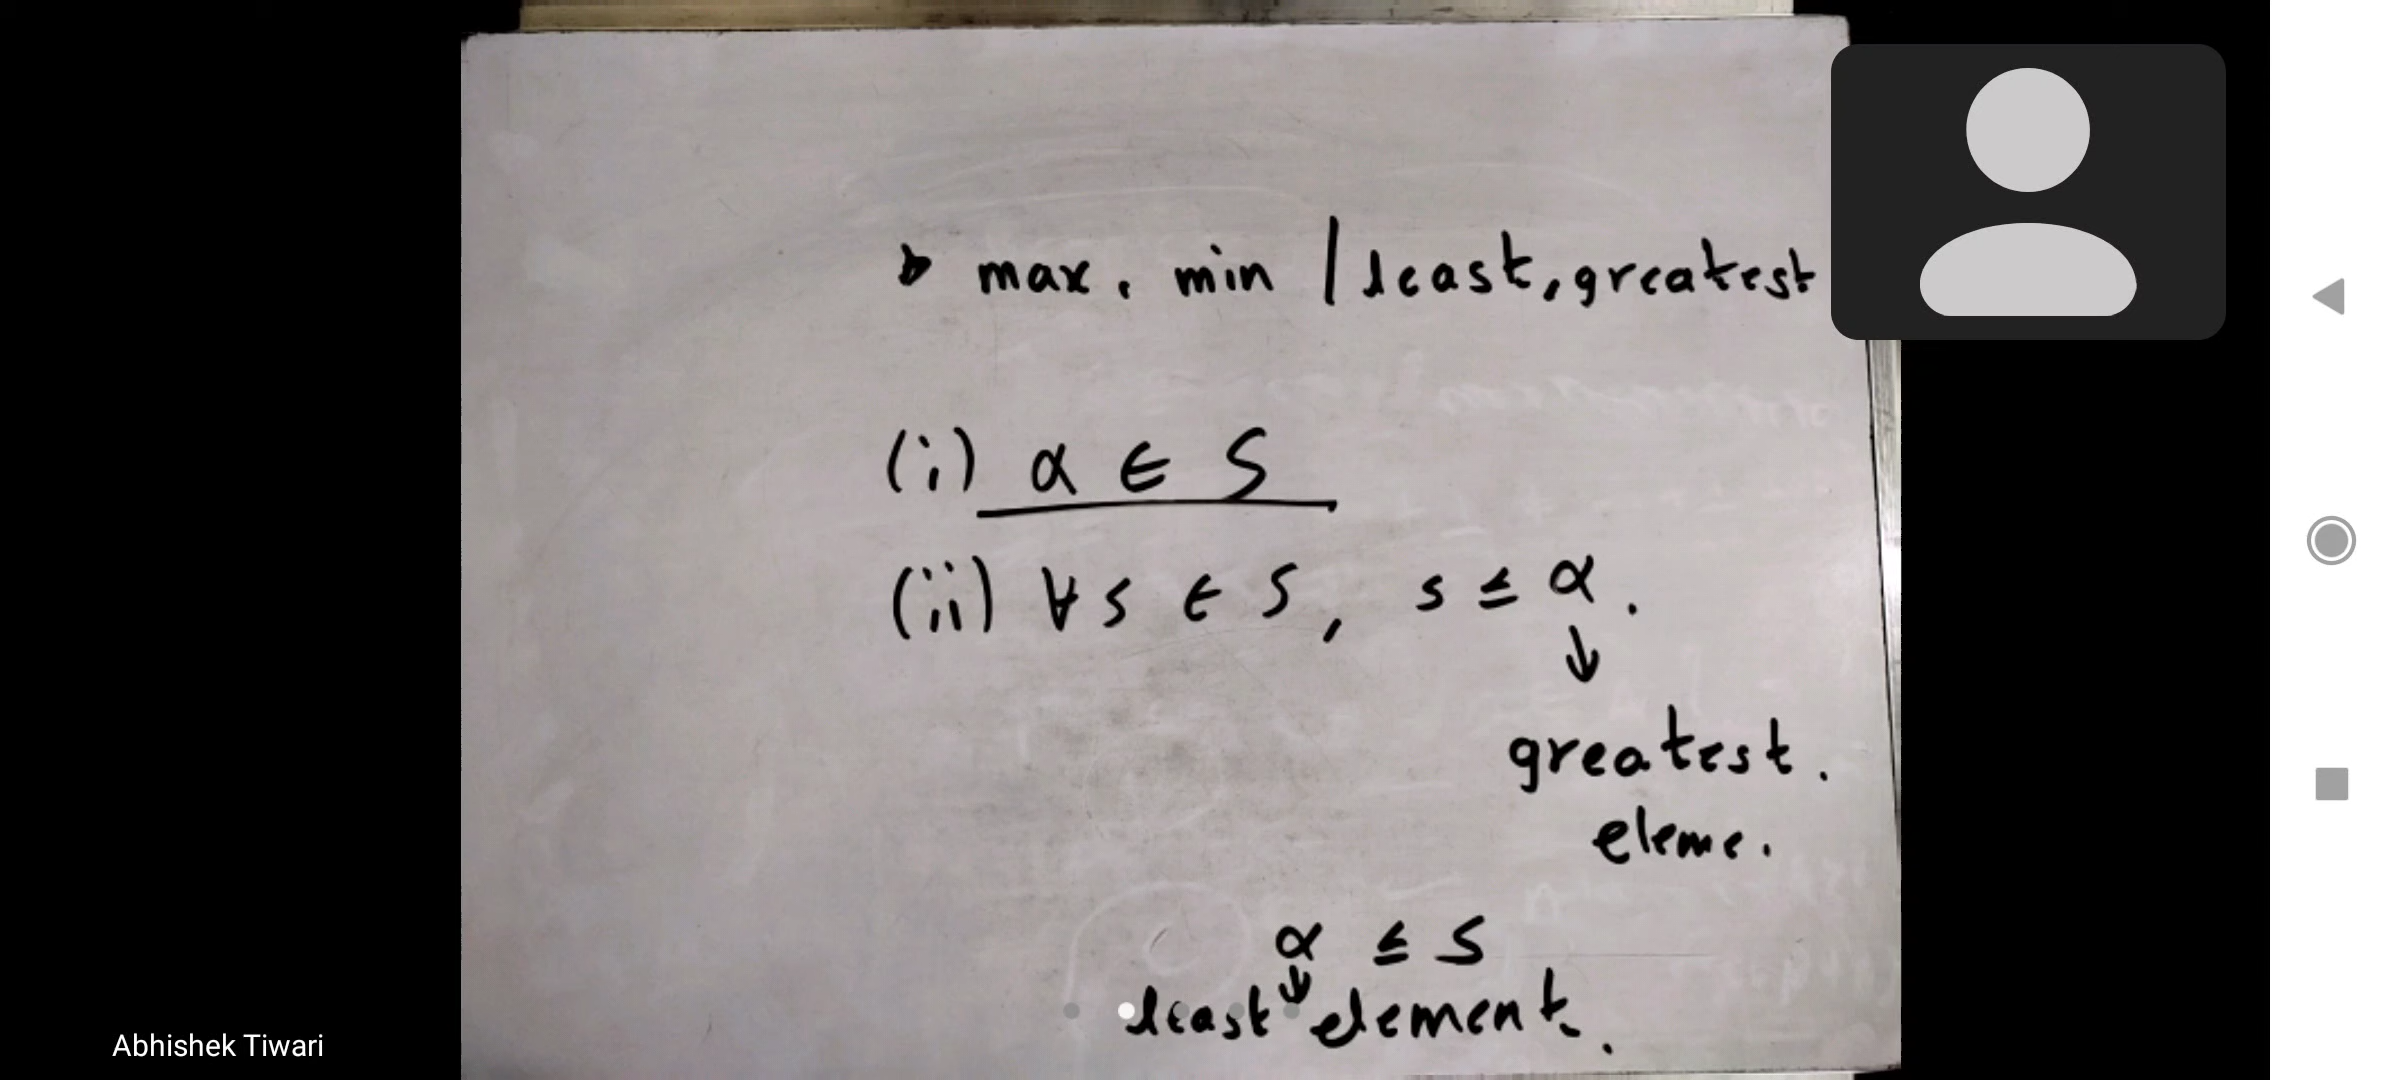 max, min | least, greatest
(i) α ∈ S
(ii) ∀ s ∈ S, s ≤ α.
↓
greatest.
eleme.
α ≤ s
↓
least element.
Abhishek Tiwari